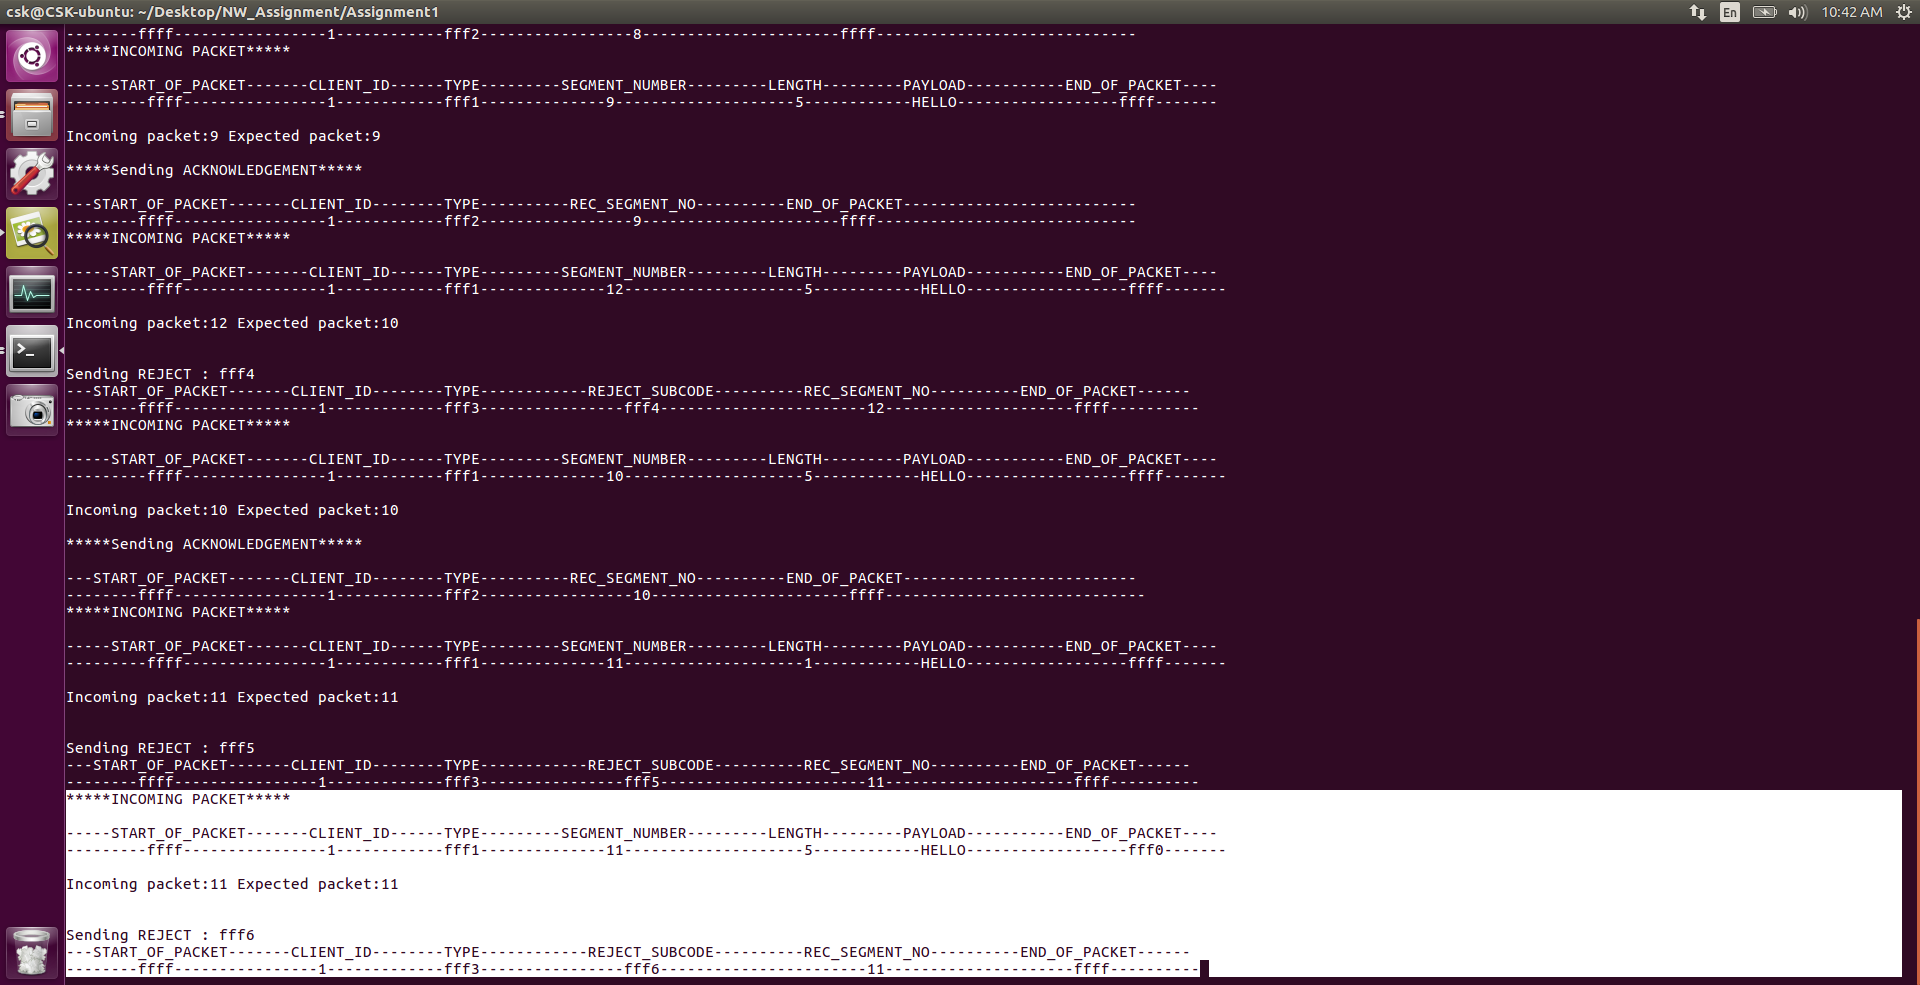 csk@CSK-ubuntu: ~/Desktop/NW_Assignment/Assignment1 En 10:42 AM
--------ffff-----------------1------------fff2-----------------8----------------------ffff-----------------------------
*****INCOMING PACKET*****
-----START_OF_PACKET-------CLIENT_ID------TYPE---------SEGMENT_NUMBER---------LENGTH---------PAYLOAD-----------END_OF_PACKET----
---------ffff----------------1------------fff1--------------9--------------------5------------HELLO------------------ffff-------
Incoming packet:9 Expected packet:9
*****Sending ACKNOWLEDGEMENT*****
---START_OF_PACKET-------CLIENT_ID--------TYPE----------REC_SEGMENT_NO----------END_OF_PACKET--------------------------
--------ffff-----------------1------------fff2-----------------9----------------------ffff-----------------------------
*****INCOMING PACKET*****
-----START_OF_PACKET-------CLIENT_ID------TYPE---------SEGMENT_NUMBER---------LENGTH---------PAYLOAD-----------END_OF_PACKET----
---------ffff----------------1------------fff1--------------12--------------------5------------HELLO------------------ffff-------
Incoming packet:12 Expected packet:10
Sending REJECT : fff4
---START_OF_PACKET-------CLIENT_ID--------TYPE------------REJECT_SUBCODE----------REC_SEGMENT_NO----------END_OF_PACKET------
--------ffff----------------1-------------fff3----------------fff4-----------------------12---------------------ffff----------
*****INCOMING PACKET*****
-----START_OF_PACKET-------CLIENT_ID------TYPE---------SEGMENT_NUMBER---------LENGTH---------PAYLOAD-----------END_OF_PACKET----
---------ffff----------------1------------fff1--------------10--------------------5------------HELLO------------------ffff-------
Incoming packet:10 Expected packet:10
*****Sending ACKNOWLEDGEMENT*****
---START_OF_PACKET-------CLIENT_ID--------TYPE----------REC_SEGMENT_NO----------END_OF_PACKET--------------------------
--------ffff-----------------1------------fff2-----------------10----------------------ffff-----------------------------
*****INCOMING PACKET*****
-----START_OF_PACKET-------CLIENT_ID------TYPE---------SEGMENT_NUMBER---------LENGTH---------PAYLOAD-----------END_OF_PACKET----
---------ffff----------------1------------fff1--------------11--------------------1------------HELLO------------------ffff-------
Incoming packet:11 Expected packet:11
Sending REJECT : fff5
---START_OF_PACKET-------CLIENT_ID--------TYPE------------REJECT_SUBCODE----------REC_SEGMENT_NO----------END_OF_PACKET------
--------ffff----------------1-------------fff3----------------fff5-----------------------11---------------------ffff----------
*****INCOMING PACKET*****
-----START_OF_PACKET-------CLIENT_ID------TYPE---------SEGMENT_NUMBER---------LENGTH---------PAYLOAD-----------END_OF_PACKET----
---------ffff----------------1------------fff1--------------11--------------------5------------HELLO------------------fff0-------
Incoming packet:11 Expected packet:11
Sending REJECT : fff6
---START_OF_PACKET-------CLIENT_ID--------TYPE------------REJECT_SUBCODE----------REC_SEGMENT_NO----------END_OF_PACKET------
--------ffff----------------1-------------fff3----------------fff6-----------------------11---------------------ffff----------